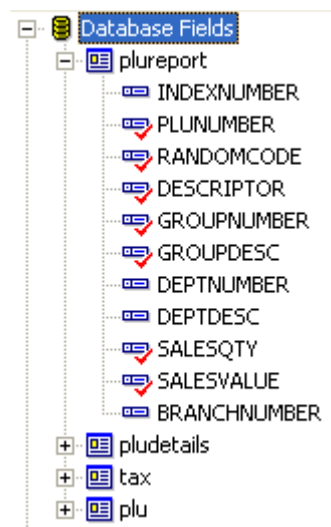 Database Fields
plureport
INDEXNUMBER
PLUNUMBER
RANDOMCODE
DESCRIPTOR
GROUPNUMBER
GROUPDESC
DEPTNUMBER
DEPTDESC
SALESQTY
SALESVALUE
BRANCHNUMBER
pludetails
tax
plu